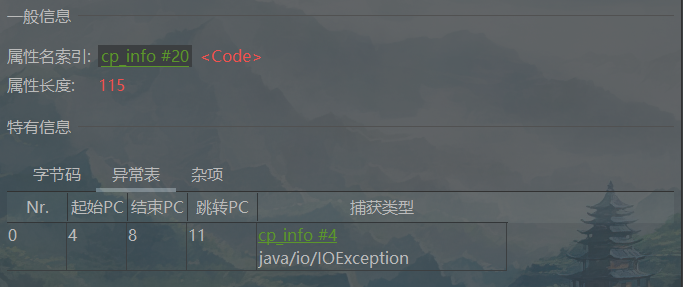 一般信息
属性名索引: cp_info #20 <Code>
属性长度: 115
特有信息
字节码 异常表 杂项
Nr. 起始PC 结束PC 跳转PC 捕获类型
0 4 8 11 cp_info #4
java/io/IOException